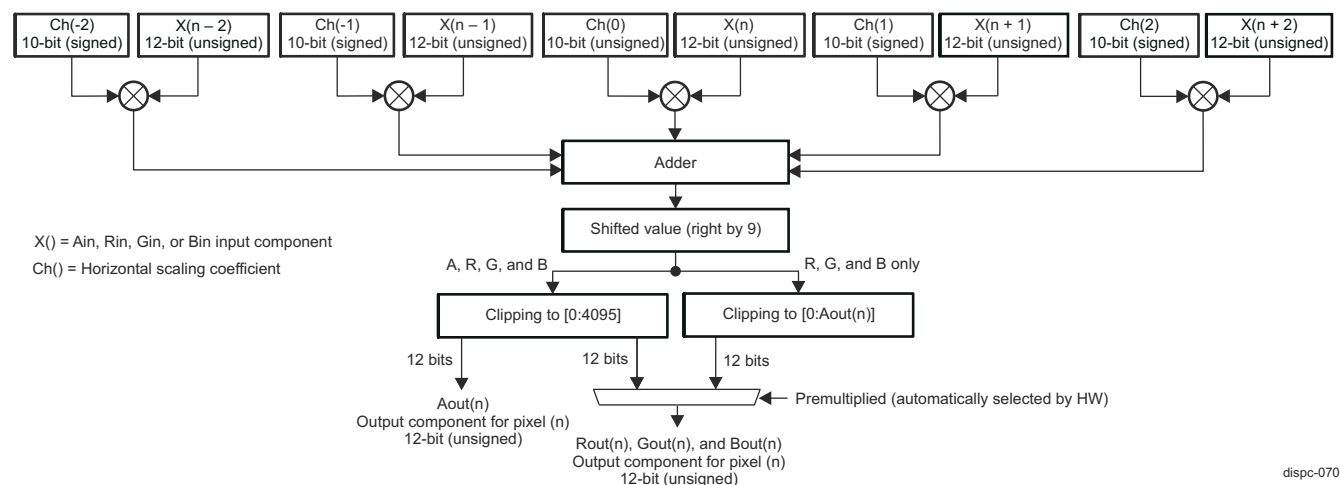 Ch(-2)
10-bit (signed)
X(n – 2)
12-bit (unsigned)
Ch(-1)
10-bit (signed)
X(n – 1)
12-bit (unsigned)
Ch(0)
10-bit (unsigned)
X(n)
12-bit (unsigned)
Ch(1)
10-bit (signed)
X(n + 1)
12-bit (unsigned)
Ch(2)
10-bit (signed)
X(n + 2)
12-bit (unsigned)
Adder
Shifted value (right by 9)
X() = Ain, Rin, Gin, or Bin input component
Ch() = Horizontal scaling coefficient
A, R, G, and B
R, G, and B only
Clipping to [0:4095]
Clipping to [0:Aout(n)]
12 bits
12 bits
12 bits
Aout(n)
Output component for pixel (n)
12-bit (unsigned)
Premultiplied (automatically selected by HW)
Rout(n), Gout(n), and Bout(n)
Output component for pixel (n)
12-bit (unsigned)
dispc-070